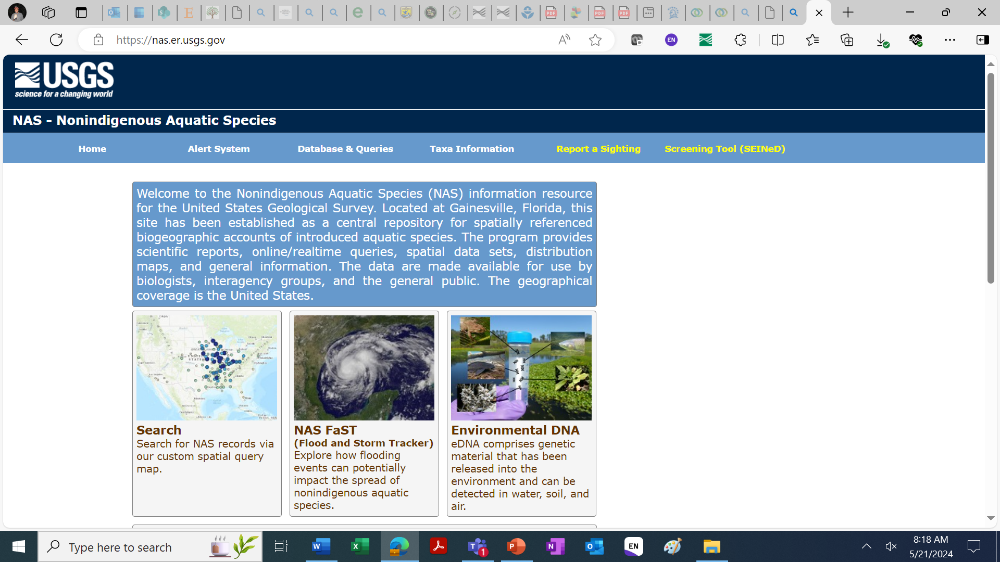 https://nas.er.usgs.gov
EN
USGS
science for a changing world
NAS - Nonindigenous Aquatic Species
Home
Alert System
Database & Queries
Taxa Information
Report a Sighting
Screening Tool (SEINeD)
Welcome to the Nonindigenous Aquatic Species (NAS) information resource
for the United States Geological Survey. Located at Gainesville, Florida, this
site has been established as a central repository for spatially referenced
biogeographic accounts of introduced aquatic species. The program provides
scientific reports, online/realtime queries, spatial data sets, distribution
maps, and general information. The data are made available for use by
biologists, interagency groups, and the general public. The geographical
coverage is the United States.
Search
Search for NAS records via
our custom spatial query
map.
NAS FaST
(Flood and Storm Tracker)
Explore how flooding
events can potentially
impact the spread of
nonindigenous aquatic
species.
Environmental DNA
eDNA comprises genetic
material that has been
released into the
environment and can be
detected in water, soil, and
air.
Type here to search
EN
8:18 AM
5/21/2024